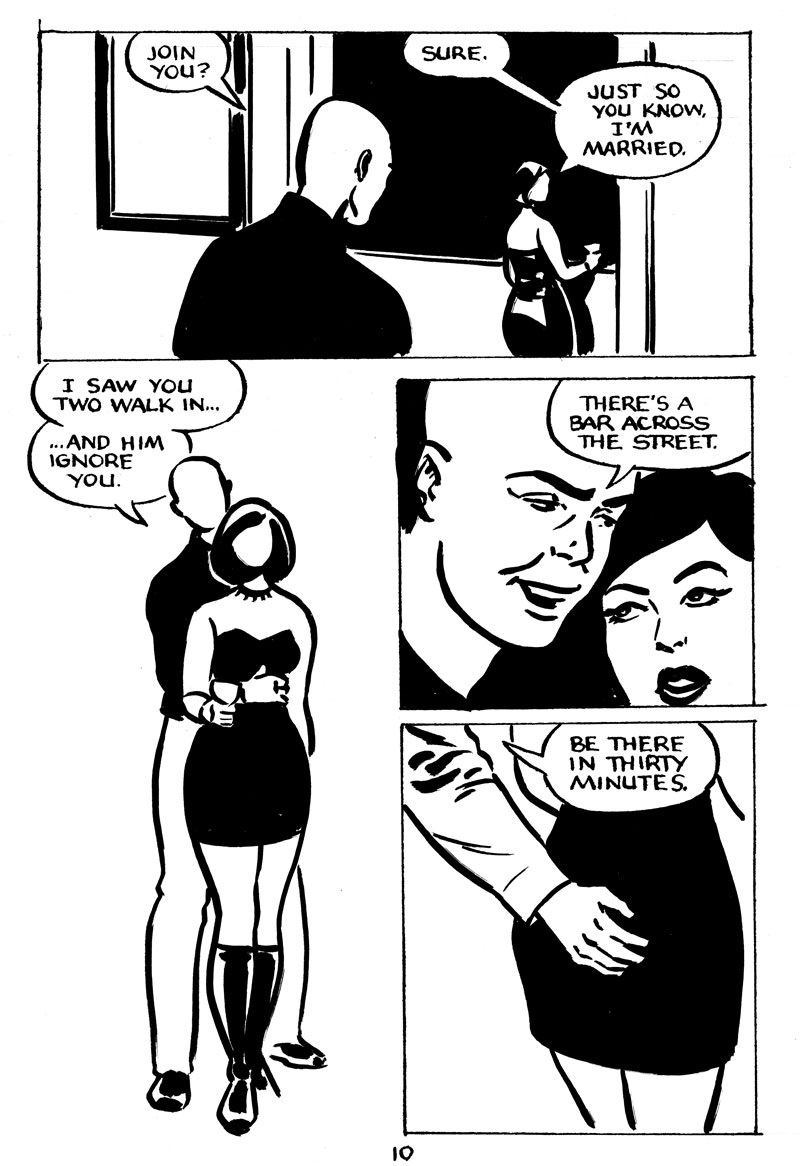 JOIN
YOU?
SURE.
JUST SO
YOU KNOW,
I'M
MARRIED.
I SAW YOU
TWO WALK IN...
...AND HIM
IGNORE
YOU.
THERE'S A
BAR ACROSS
THE STREET.
BE THERE
IN THIRTY
MINUTES.
10